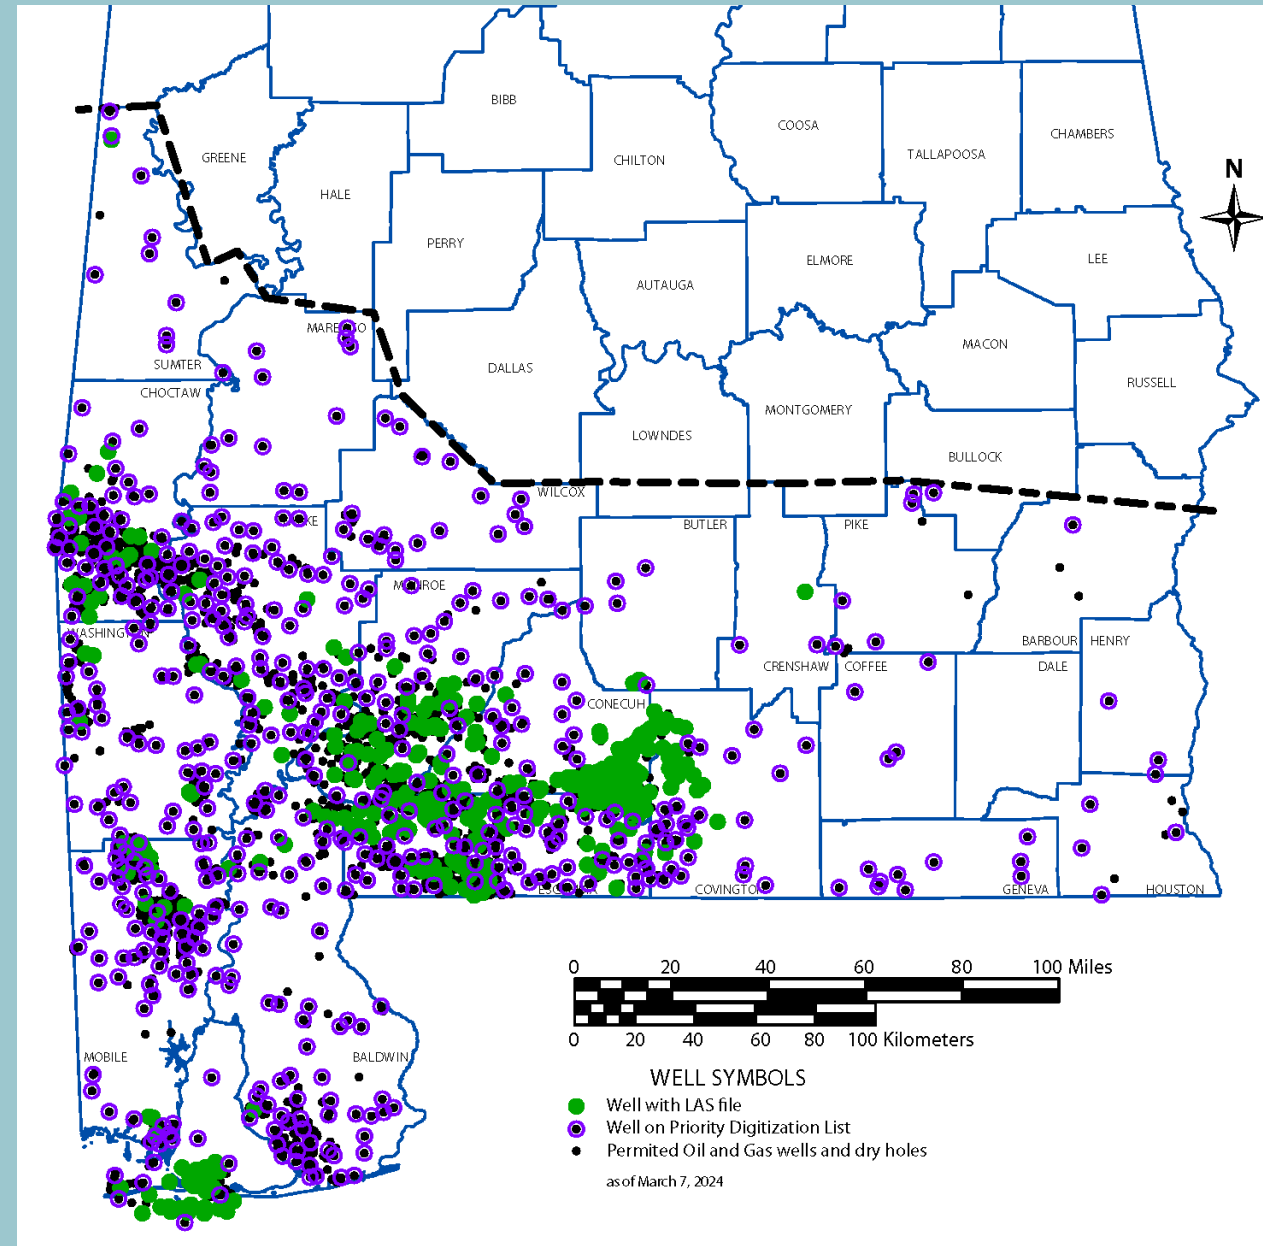 BIBB
COOSA
CHAMBERS
TALLAPOOSA
GREENE
CHILTON
N
HALE
PERRY
ELMORE
LEE
AUTAUGA
MACON
SUMTER
DALLAS
RUSSELL
CHOCTAW
MONTGOMERY
LOWNDES
BULLOCK
WILCOX
BUTLER
PIKE
WASHINGTON
BARBOUR
HENRY
CRENSHAW
COFFEE
DALE
CONECUH
COVINGTON
GENEVA
HOUSTON
0 20 40 60 80 100 Miles
0 20 40 60 80 100 Kilometers
MOBILE
BALDWIN
WELL SYMBOLS
Well with LAS file
Well on Priority Digitization List
Permited Oil and Gas wells and dry holes
as of March 7, 2024